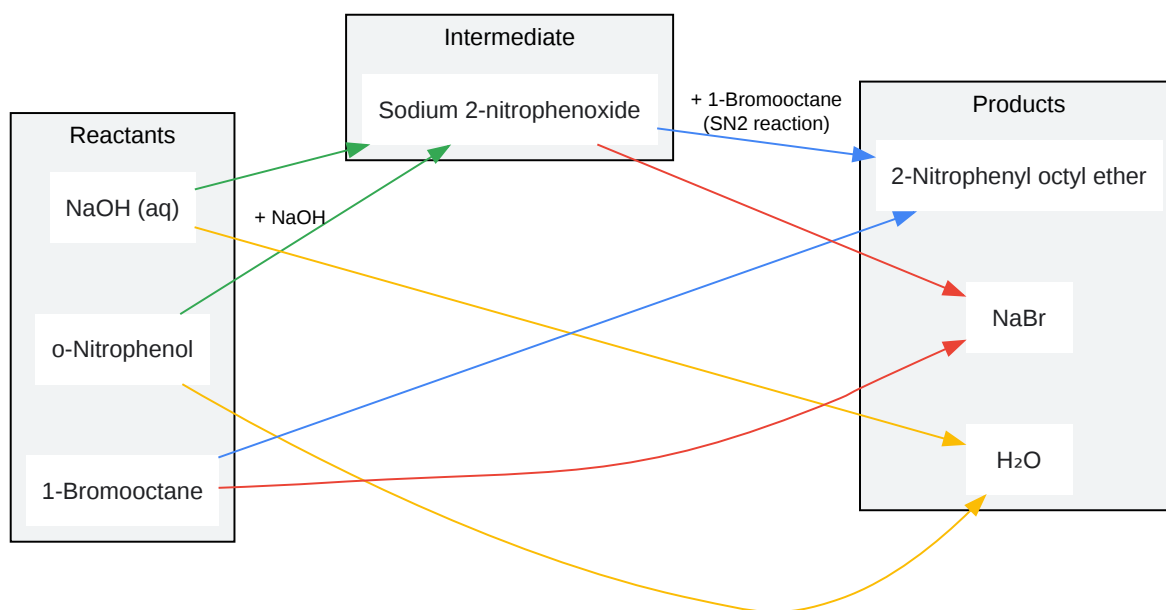 Intermediate
Sodium 2-nitrophenoxide
+ 1-Bromooctane
(SN2 reaction)
Products
2-Nitrophenyl octyl ether
Reactants
NaOH (aq)
+ NaOH
o-Nitrophenol
1-Bromooctane
NaBr
H₂O